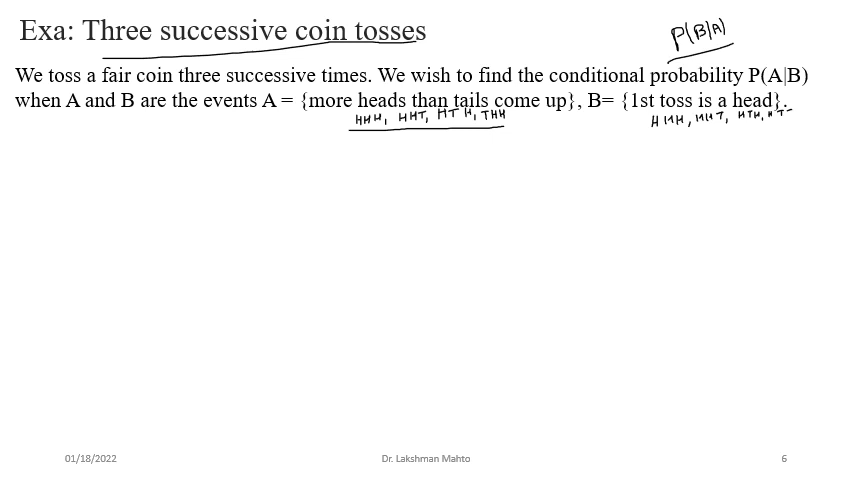 Exa: Three successive coin tosses
P(B|A)
We toss a fair coin three successive times. We wish to find the conditional probability P(A|B)
when A and B are the events A = {more heads than tails come up}, B= {1st toss is a head}.
HHH, HHT, HTH, THH
HHH, HHT, HTH,
01/18/2022
Dr. Lakshman Mahto
6